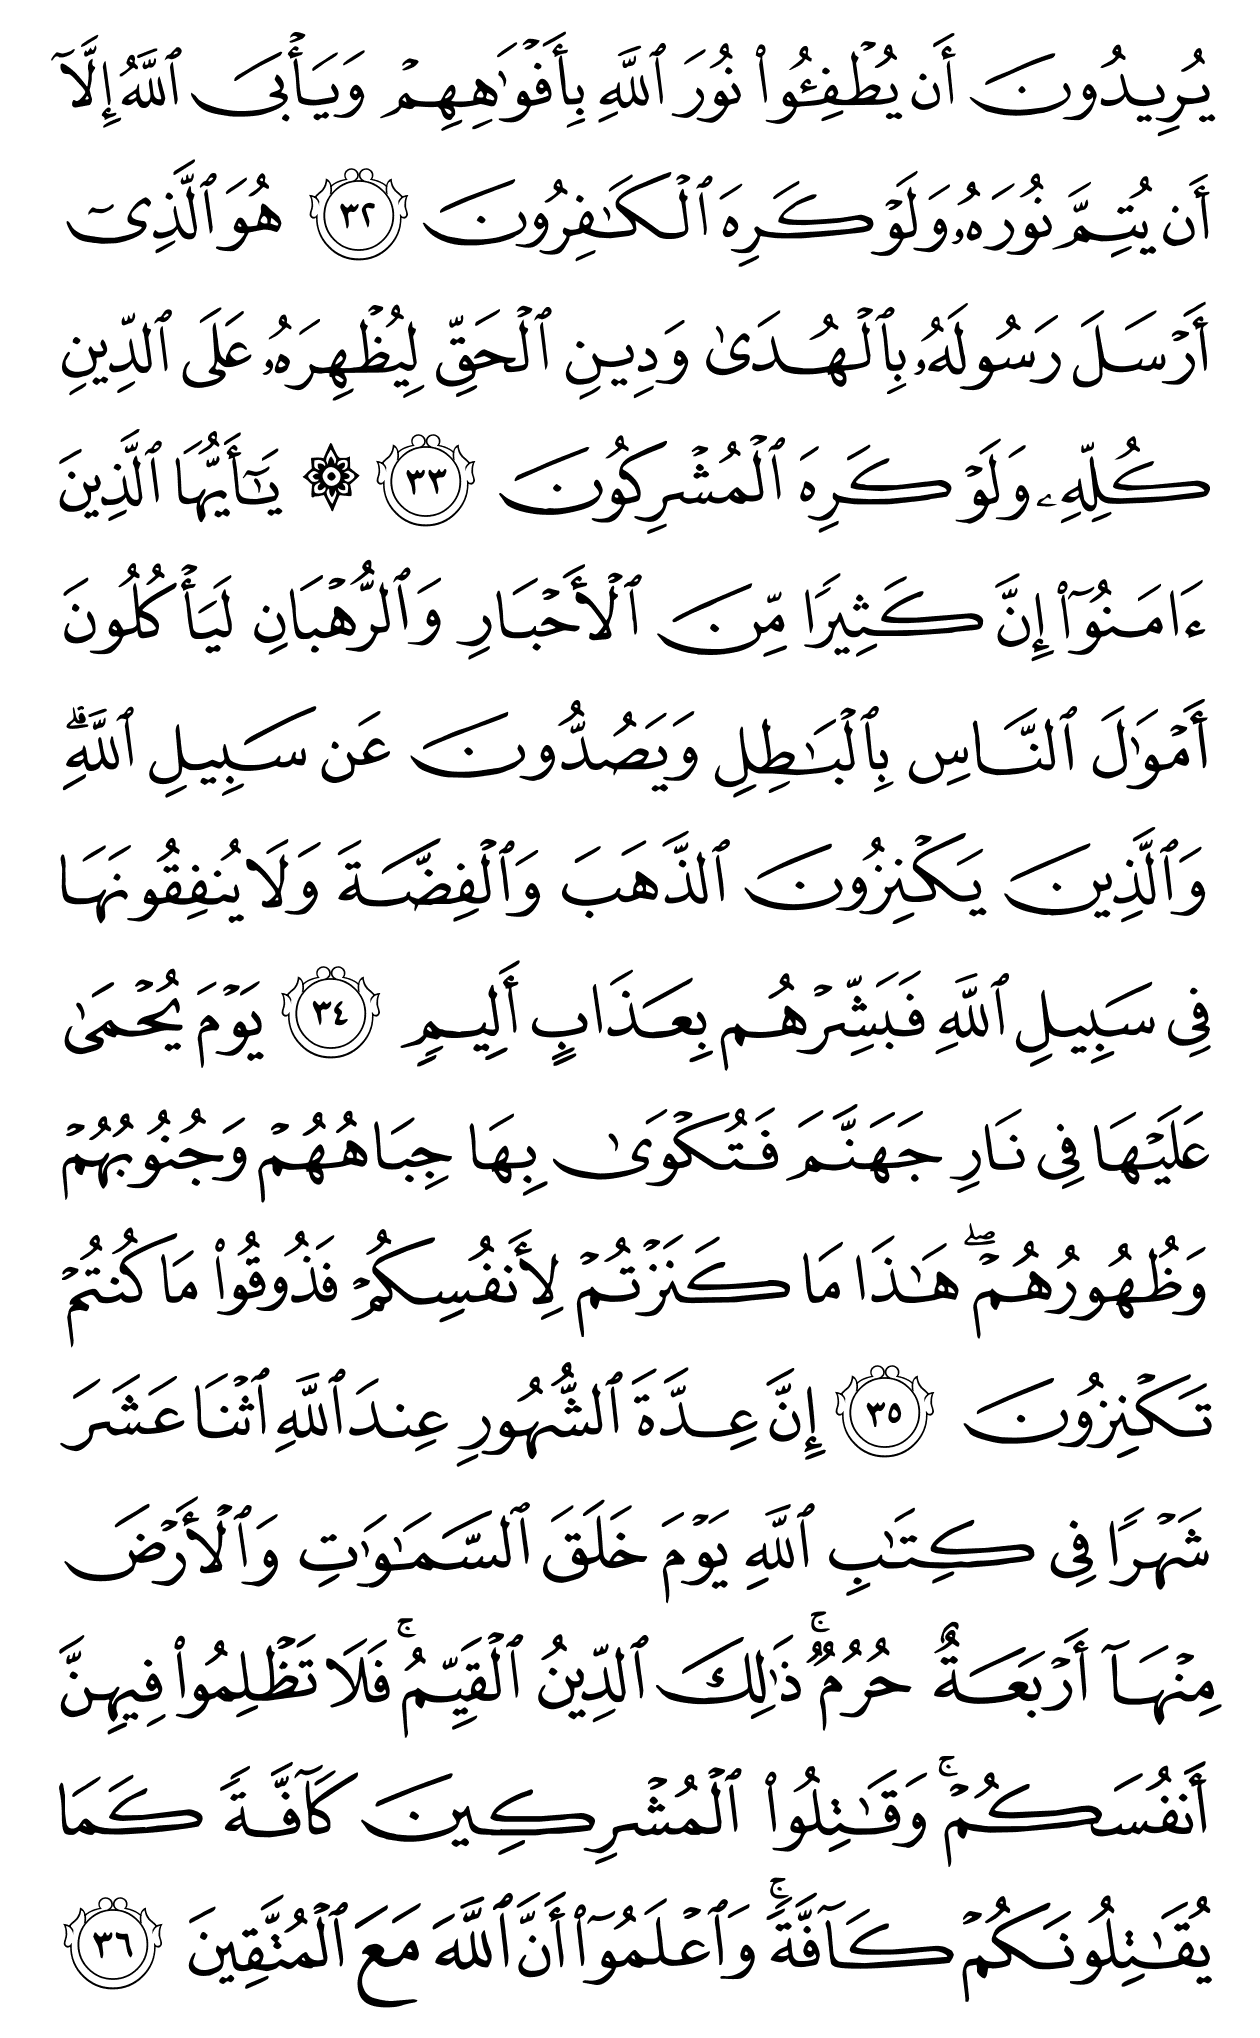 يُرِيدُونَ أَن يُطْفِـُٔوا۟ نُورَ ٱللَّهِ بِأَفْوَٰهِهِمْ وَيَأْبَى ٱللَّهُ إِلَّآ
أَن يُتِمَّ نُورَهُۥ وَلَوْ كَرِهَ ٱلْكَـٰفِرُونَ ٣٢ هُوَ ٱلَّذِىٓ
أَرْسَلَ رَسُولَهُۥ بِٱلْهُدَىٰ وَدِينِ ٱلْحَقِّ لِيُظْهِرَهُۥ عَلَى ٱلدِّينِ
كُلِّهِۦ وَلَوْ كَرِهَ ٱلْمُشْرِكُونَ ٣٣ ۞ يَـٰٓأَيُّهَا ٱلَّذِينَ
ءَامَنُوٓا۟ إِنَّ كَثِيرًا مِّنَ ٱلْأَحْبَارِ وَٱلرُّهْبَانِ لَيَأْكُلُونَ
أَمْوَٰلَ ٱلنَّاسِ بِٱلْبَـٰطِلِ وَيَصُدُّونَ عَن سَبِيلِ ٱللَّهِ ۗ
وَٱلَّذِينَ يَكْنِزُونَ ٱلذَّهَبَ وَٱلْفِضَّةَ وَلَا يُنفِقُونَهَا
فِى سَبِيلِ ٱللَّهِ فَبَشِّرْهُم بِعَذَابٍ أَلِيمٍ ٣٤ يَوْمَ يُحْمَىٰ
عَلَيْهَا فِى نَارِ جَهَنَّمَ فَتُكْوَىٰ بِهَا جِبَاهُهُمْ وَجُنُوبُهُمْ
وَظُهُورُهُمْ ۖ هَـٰذَا مَا كَنَزْتُمْ لِأَنفُسِكُمْ فَذُوقُوا۟ مَا كُنتُمْ
تَكْنِزُونَ ٣٥ إِنَّ عِدَّةَ ٱلشُّهُورِ عِندَ ٱللَّهِ ٱثْنَا عَشَرَ
شَهْرًا فِى كِتَـٰبِ ٱللَّهِ يَوْمَ خَلَقَ ٱلسَّمَـٰوَٰتِ وَٱلْأَرْضَ
مِنْهَآ أَرْبَعَةٌ حُرُمٌ ۚ ذَٰلِكَ ٱلدِّينُ ٱلْقَيِّمُ ۚ فَلَا تَظْلِمُوا۟ فِيهِنَّ
أَنفُسَكُمْ ۚ وَقَـٰتِلُوا۟ ٱلْمُشْرِكِينَ كَآفَّةً كَمَا
يُقَـٰتِلُونَكُمْ كَآفَّةً ۚ وَٱعْلَمُوٓا۟ أَنَّ ٱللَّهَ مَعَ ٱلْمُتَّقِينَ ٣٦